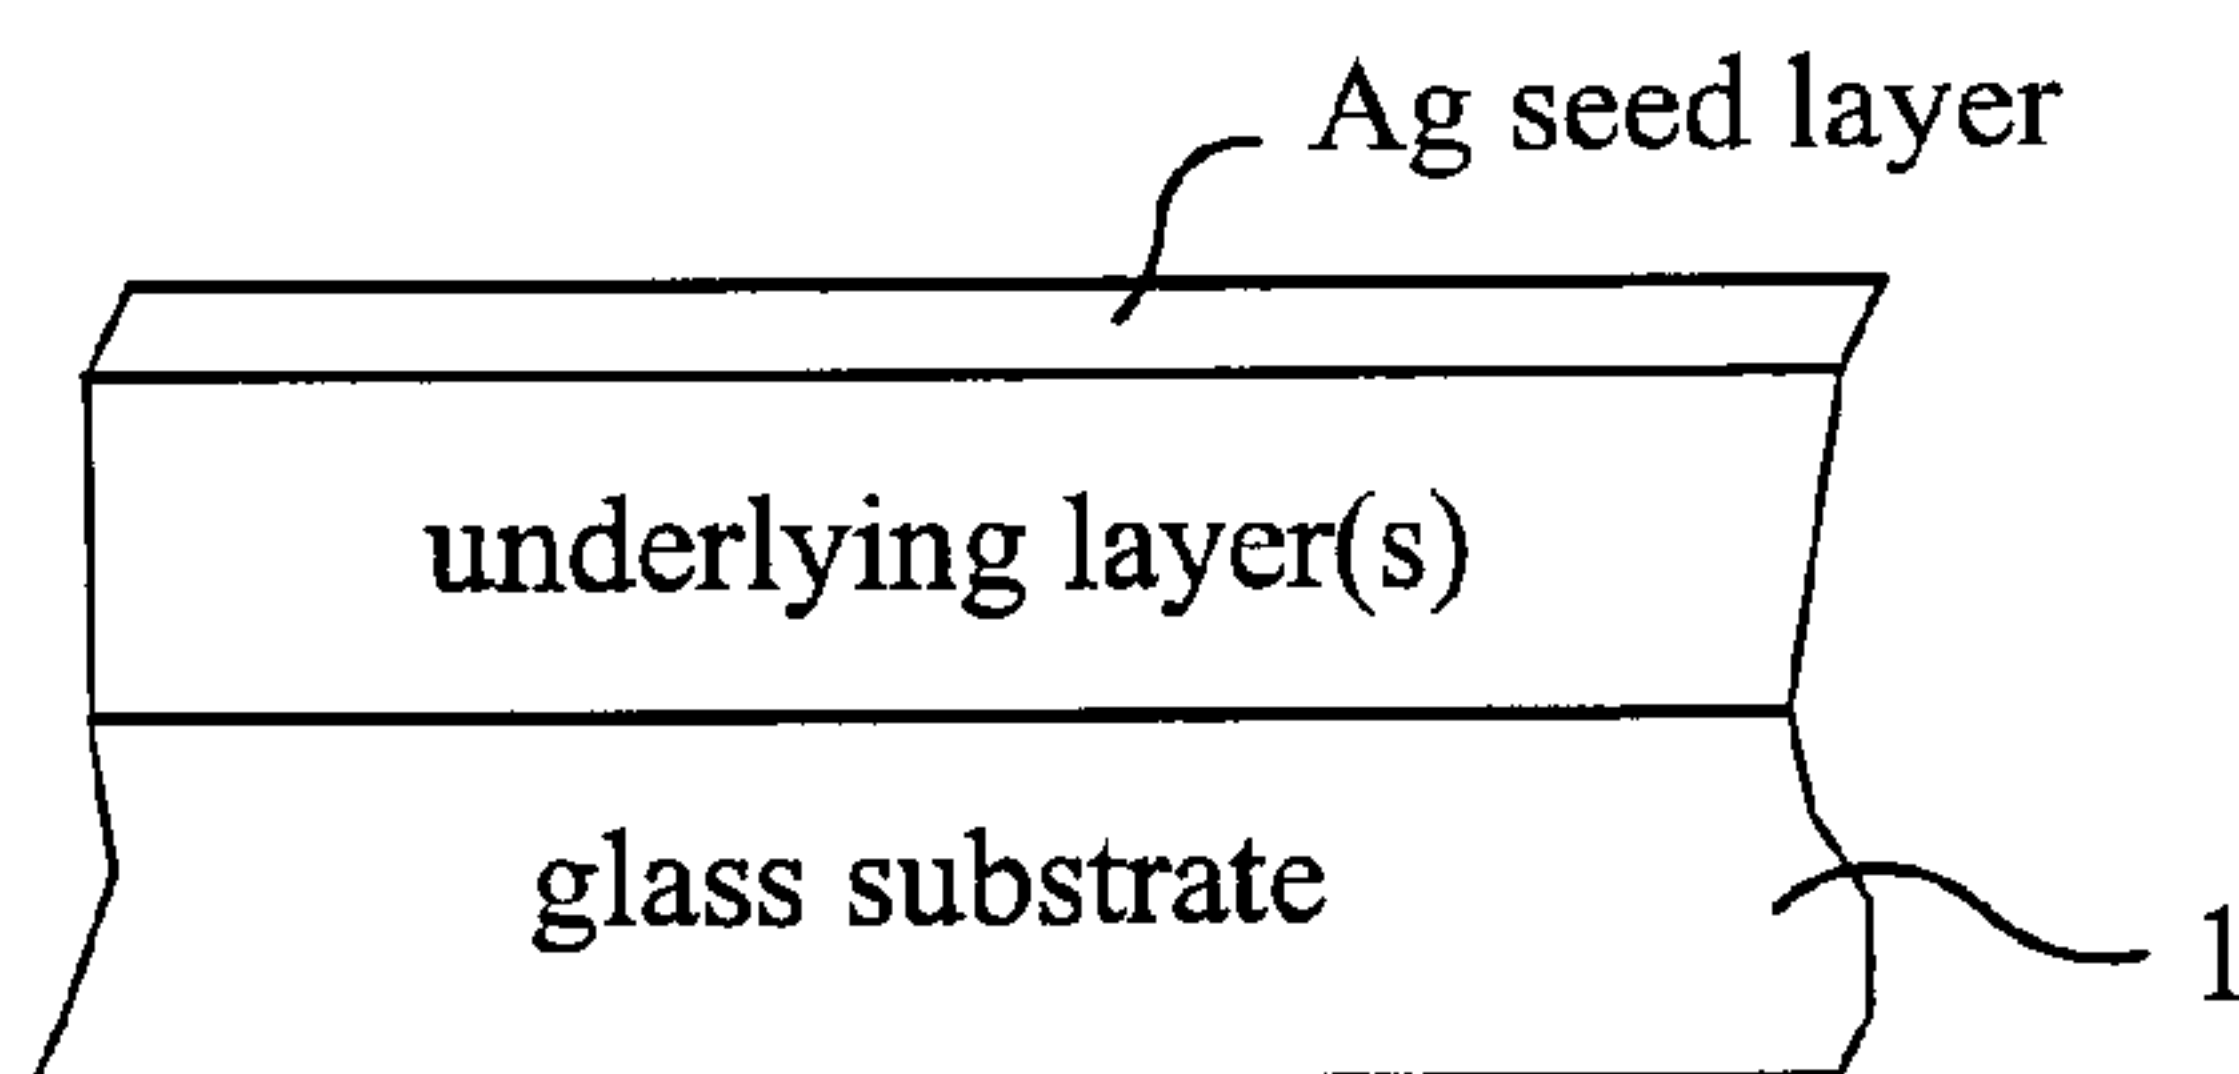 Ag seed layer
underlying layer(s)
glass substrate
1